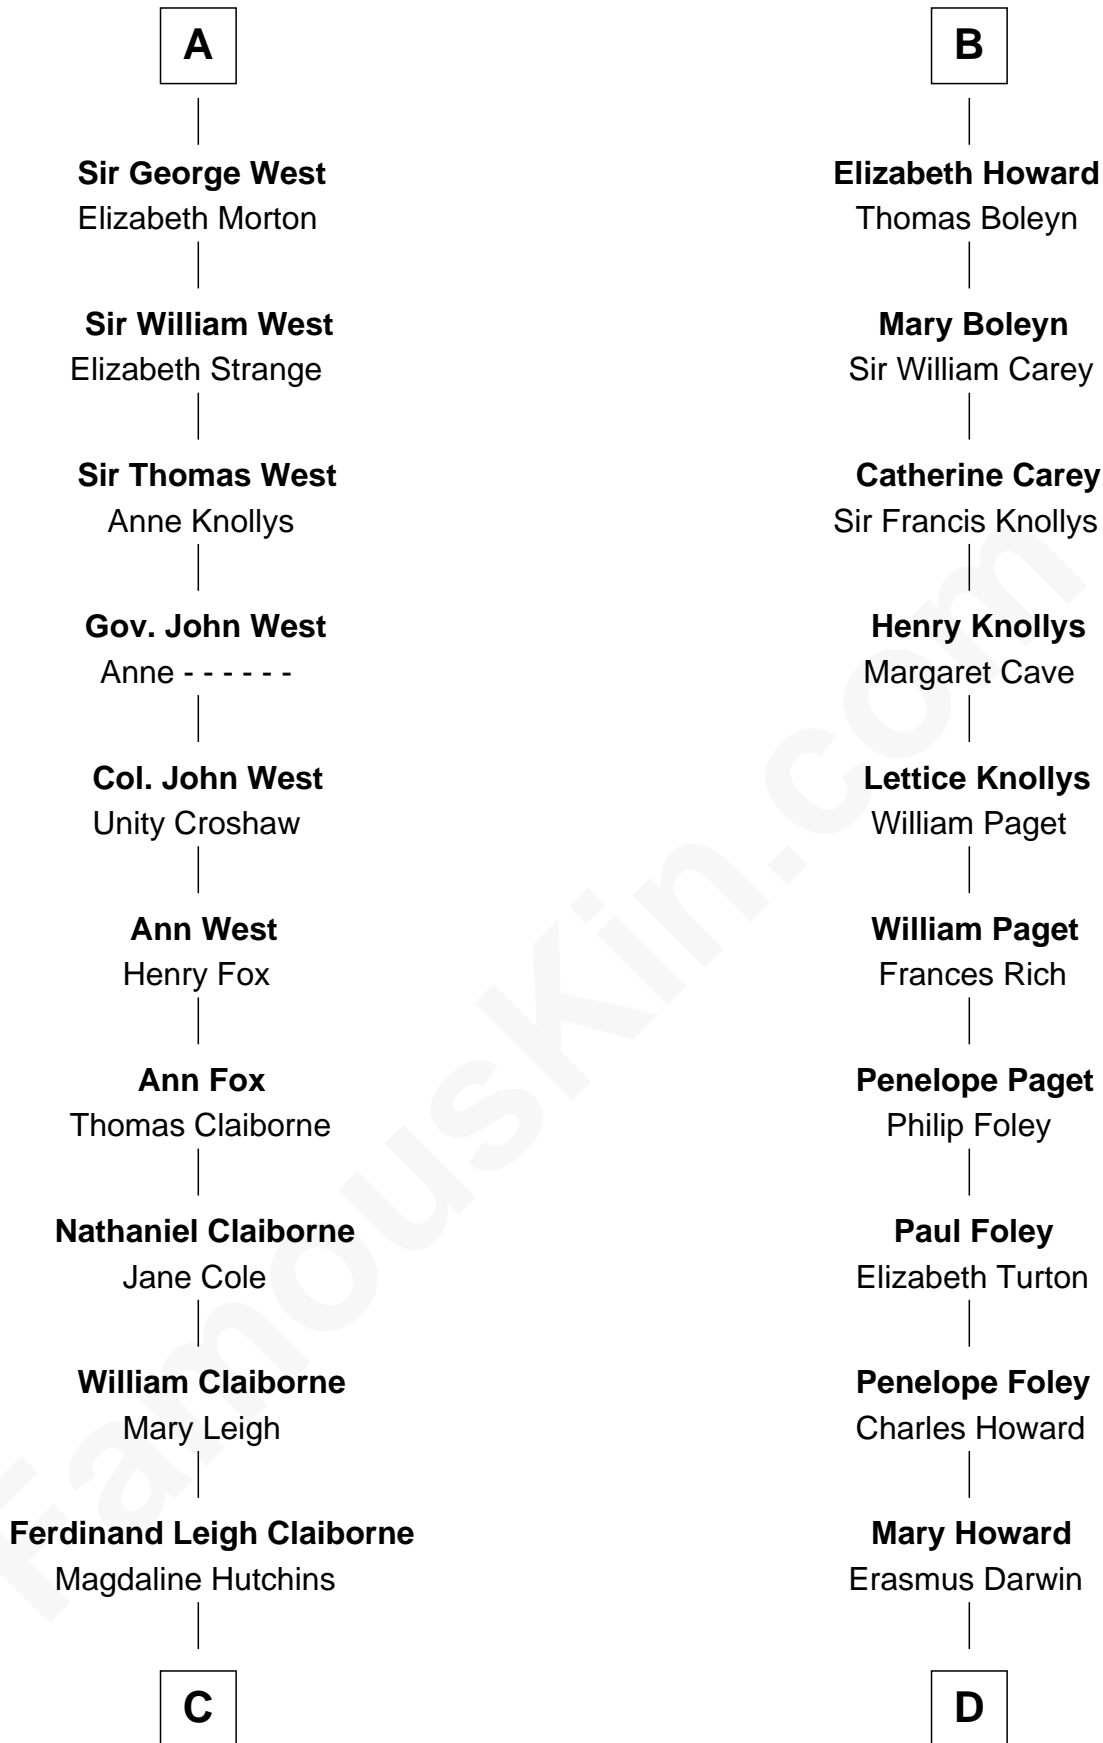 A
Sir George West
Elizabeth Morton
Sir William West
Elizabeth Strange
Sir Thomas West
Anne Knollys
Gov. John West
Anne - - - - - -
Col. John West
Unity Croshaw
Ann West
Henry Fox
Ann Fox
Thomas Claiborne
Nathaniel Claiborne
Jane Cole
William Claiborne
Mary Leigh
Ferdinand Leigh Claiborne
Magdaline Hutchins
C
B
Elizabeth Howard
Thomas Boleyn
Mary Boleyn
Sir William Carey
Catherine Carey
Sir Francis Knollys
Henry Knollys
Margaret Cave
Lettice Knollys
William Paget
William Paget
Frances Rich
Penelope Paget
Philip Foley
Paul Foley
Elizabeth Turton
Penelope Foley
Charles Howard
Mary Howard
Erasmus Darwin
D
FamousKin.com